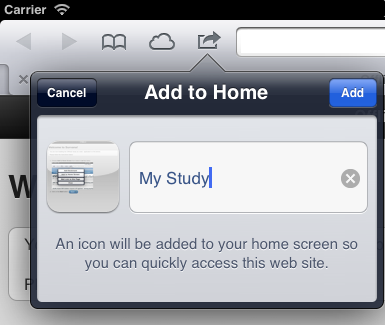 Carrier
Cancel
Add to Home
Add
W
My Study
Y
An icon will be added to your home screen so
you can quickly access this web site.